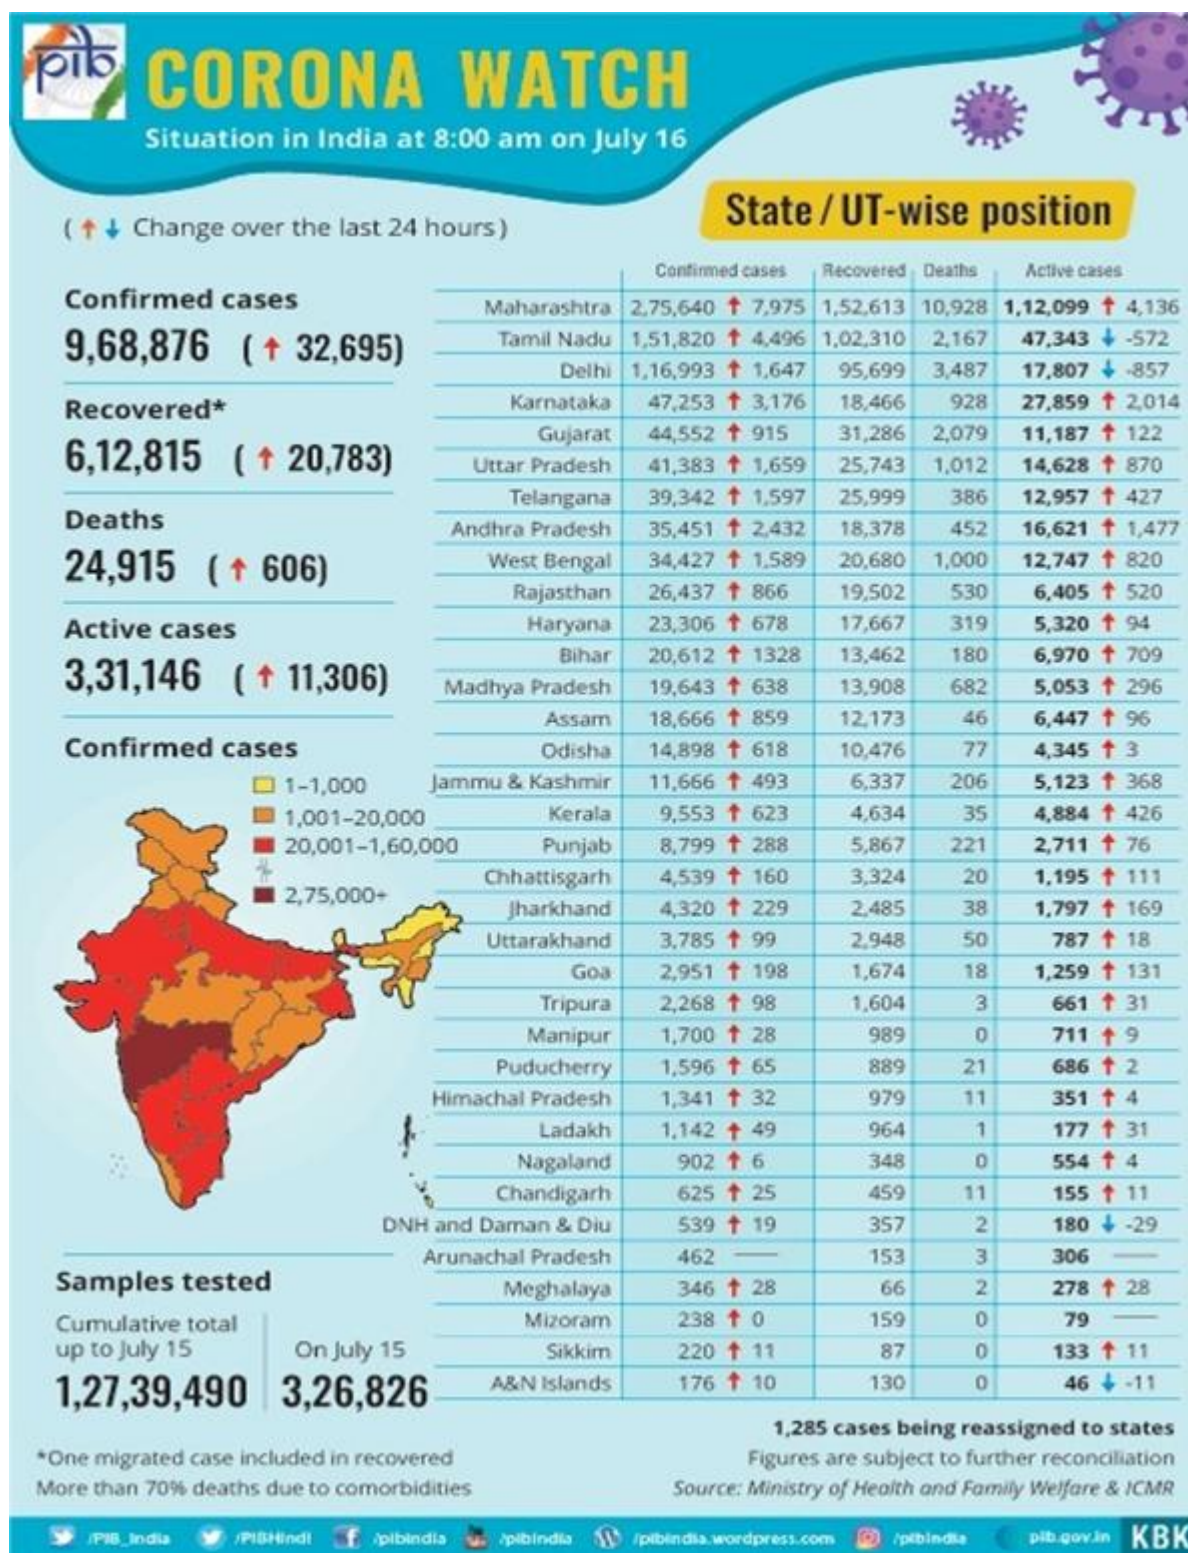 pib
CORONA WATCH
Situation in India at 8:00 am on July 16
(↑ ↓ Change over the last 24 hours)
Confirmed cases
9,68,876 (↑ 32,695)
Recovered*
6,12,815 (↑ 20,783)
Deaths
24,915 (↑ 606)
Active cases
3,31,146 (↑ 11,306)
Confirmed cases
1–1,000
1,001–20,000
20,001–1,60,000
2,75,000+
Samples tested
Cumulative total
up to July 15
1,27,39,490
On July 15
3,26,826
*One migrated case included in recovered
More than 70% deaths due to comorbidities
State / UT-wise position
Confirmed cases Recovered Deaths Active cases
Maharashtra 2,75,640 ↑ 7,975 1,52,613 10,928 1,12,099 ↑ 4,136
Tamil Nadu 1,51,820 ↑ 4,496 1,02,310 2,167 47,343 ↓ -572
Delhi 1,16,993 ↑ 1,647 95,699 3,487 17,807 ↓ -857
Karnataka 47,253 ↑ 3,176 18,466 928 27,859 ↑ 2,014
Gujarat 44,552 ↑ 915 31,286 2,079 11,187 ↑ 122
Uttar Pradesh 41,383 ↑ 1,659 25,743 1,012 14,628 ↑ 870
Telangana 39,342 ↑ 1,597 25,999 386 12,957 ↑ 427
Andhra Pradesh 35,451 ↑ 2,432 18,378 452 16,621 ↑ 1,477
West Bengal 34,427 ↑ 1,589 20,680 1,000 12,747 ↑ 820
Rajasthan 26,437 ↑ 866 19,502 530 6,405 ↑ 520
Haryana 23,306 ↑ 678 17,667 319 5,320 ↑ 94
Bihar 20,612 ↑ 1328 13,462 180 6,970 ↑ 709
Madhya Pradesh 19,643 ↑ 638 13,908 682 5,053 ↑ 296
Assam 18,666 ↑ 859 12,173 46 6,447 ↑ 96
Odisha 14,898 ↑ 618 10,476 77 4,345 ↑ 3
Jammu & Kashmir 11,666 ↑ 493 6,337 206 5,123 ↑ 368
Kerala 9,553 ↑ 623 4,634 35 4,884 ↑ 426
Punjab 8,799 ↑ 288 5,867 221 2,711 ↑ 76
Chhattisgarh 4,539 ↑ 160 3,324 20 1,195 ↑ 111
Jharkhand 4,320 ↑ 229 2,485 38 1,797 ↑ 169
Uttarakhand 3,785 ↑ 99 2,948 50 787 ↑ 18
Goa 2,951 ↑ 198 1,674 18 1,259 ↑ 131
Tripura 2,268 ↑ 98 1,604 3 661 ↑ 31
Manipur 1,700 ↑ 28 989 0 711 ↑ 9
Puducherry 1,596 ↑ 65 889 21 686 ↑ 2
Himachal Pradesh 1,341 ↑ 32 979 11 351 ↑ 4
Ladakh 1,142 ↑ 49 964 1 177 ↑ 31
Nagaland 902 ↑ 6 348 0 554 ↑ 4
Chandigarh 625 ↑ 25 459 11 155 ↑ 11
DNH and Daman & Diu 539 ↑ 19 357 2 180 ↓ -29
Arunachal Pradesh 462 — 153 3 306 —
Meghalaya 346 ↑ 28 66 2 278 ↑ 28
Mizoram 238 ↑ 0 159 0 79 —
Sikkim 220 ↑ 11 87 0 133 ↑ 11
A&N Islands 176 ↑ 10 130 0 46 ↓ -11
1,285 cases being reassigned to states
Figures are subject to further reconciliation
Source: Ministry of Health and Family Welfare & ICMR
/PIB_India /PIBHindi /pibindia /pibindia /pibindia.wordpress.com /pibindia pib.gov.in KBK